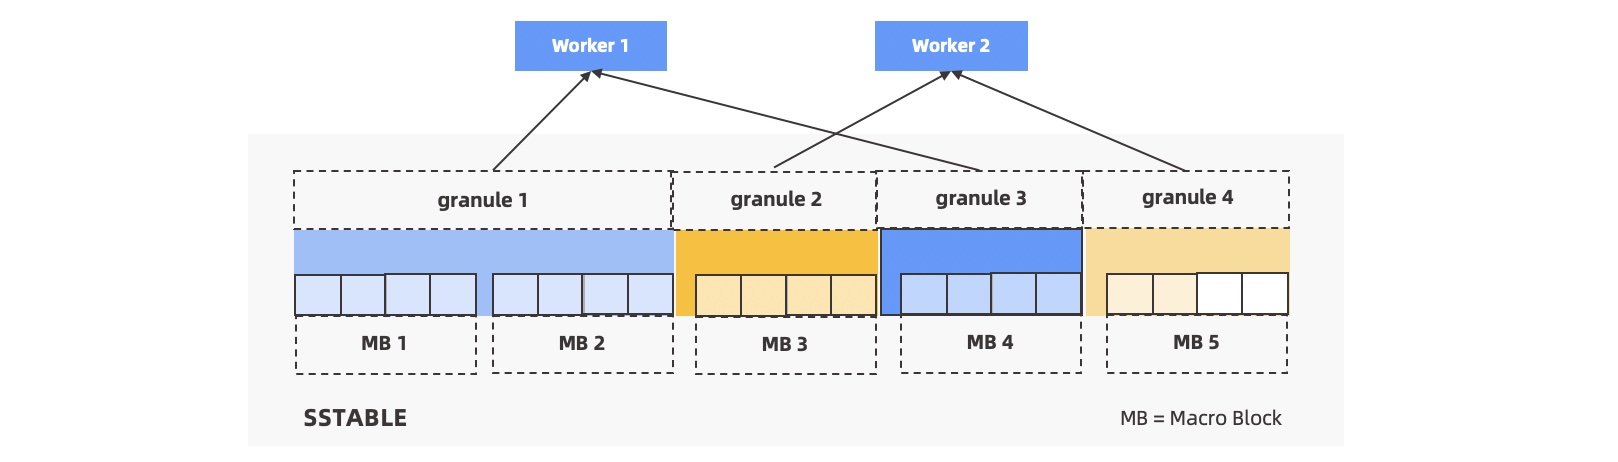 Worker 1
Worker 2
granule 1
granule 2
granule 3
granule 4
MB 1
MB 2
MB 3
MB 4
MB 5
SSTABLE
MB = Macro Block